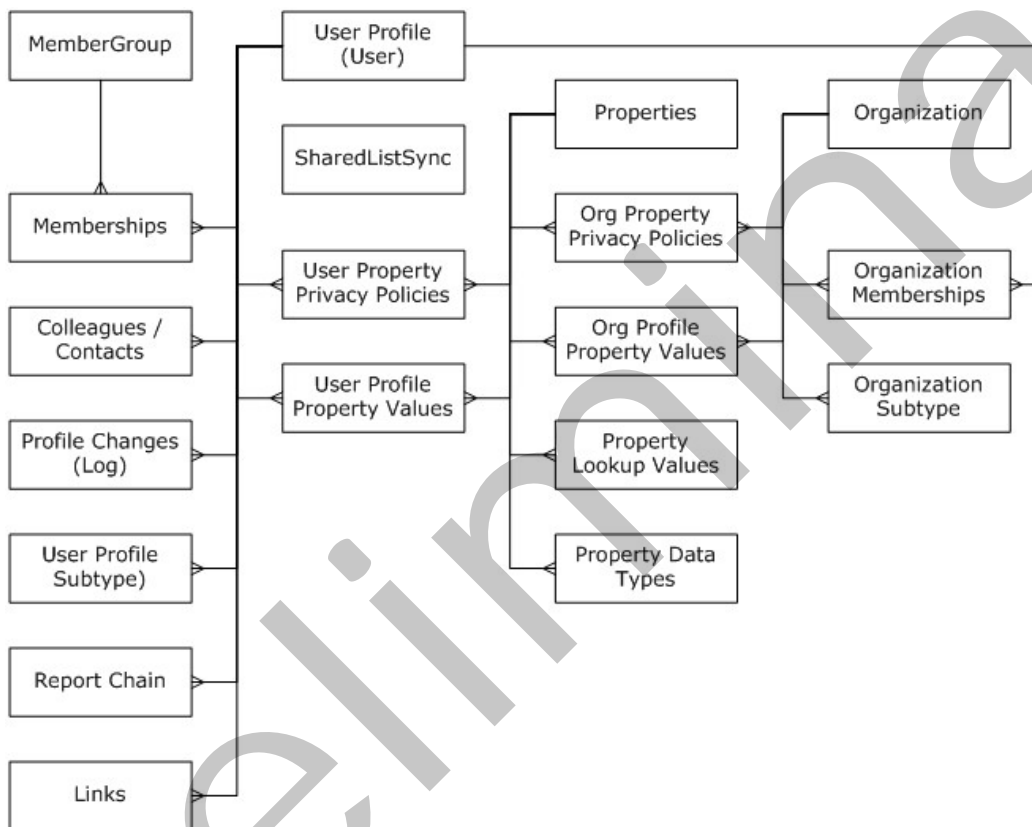 MemberGroup
User Profile
(User)
Properties
Organization
SharedListSync
Memberships
Org Property
Privacy Policies
User Property
Privacy Policies
Organization
Memberships
Colleagues /
Contacts
Org Profile
Property Values
User Profile
Property Values
Organization
Subtype
Profile Changes
(Log)
Property
Lookup Values
User Profile
Subtype)
Property Data
Types
Report Chain
Links
elimina